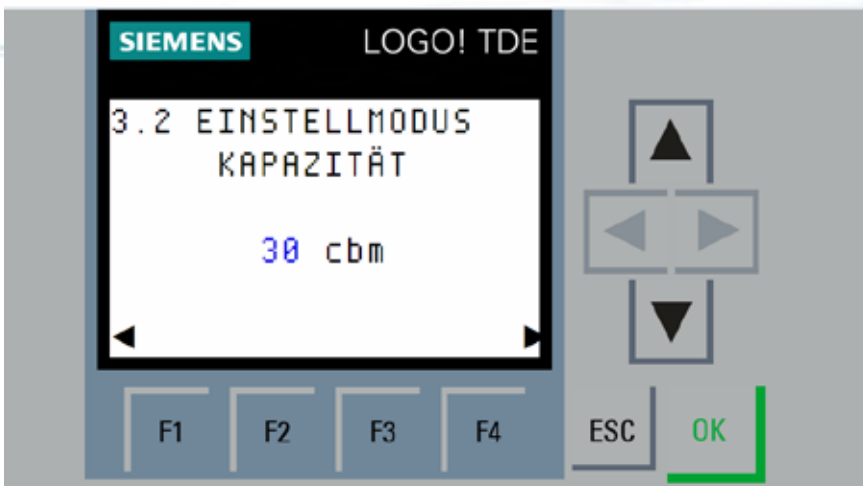 SIEMENS LOGO! TDE
3.2 EINSTELLMODUS
KAPAZITÄT
30 cbm
F1 F2 F3 F4 ESC OK